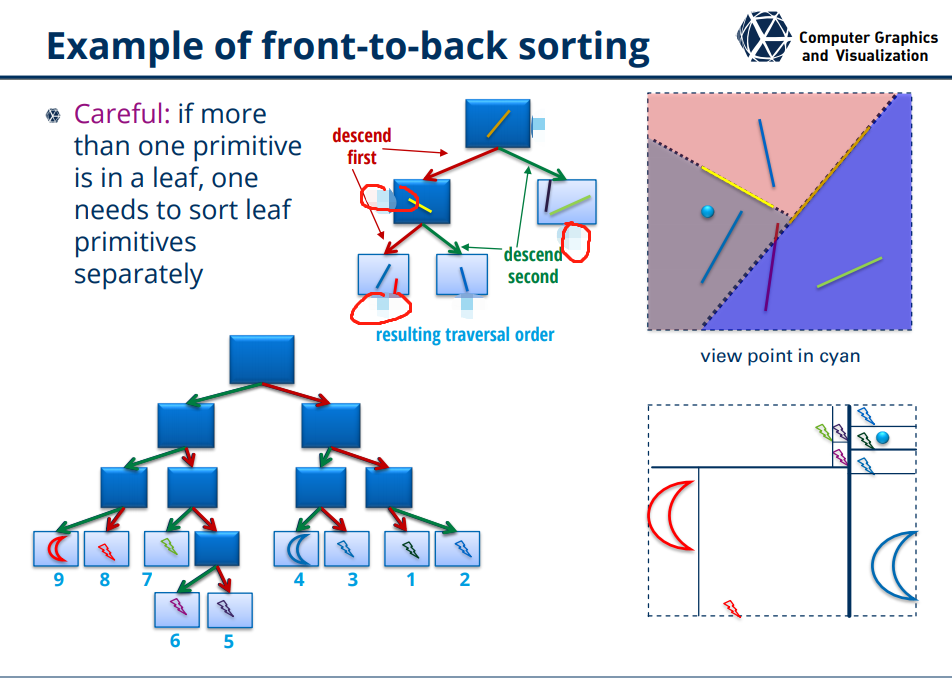 Example of front-to-back sorting
Computer Graphics
and Visualization
Careful: if more
than one primitive
is in a leaf, one
needs to sort leaf
primitives
separately
descend
first
descend
second
resulting traversal order
view point in cyan
9
8
7
4
3
1
2
6
5